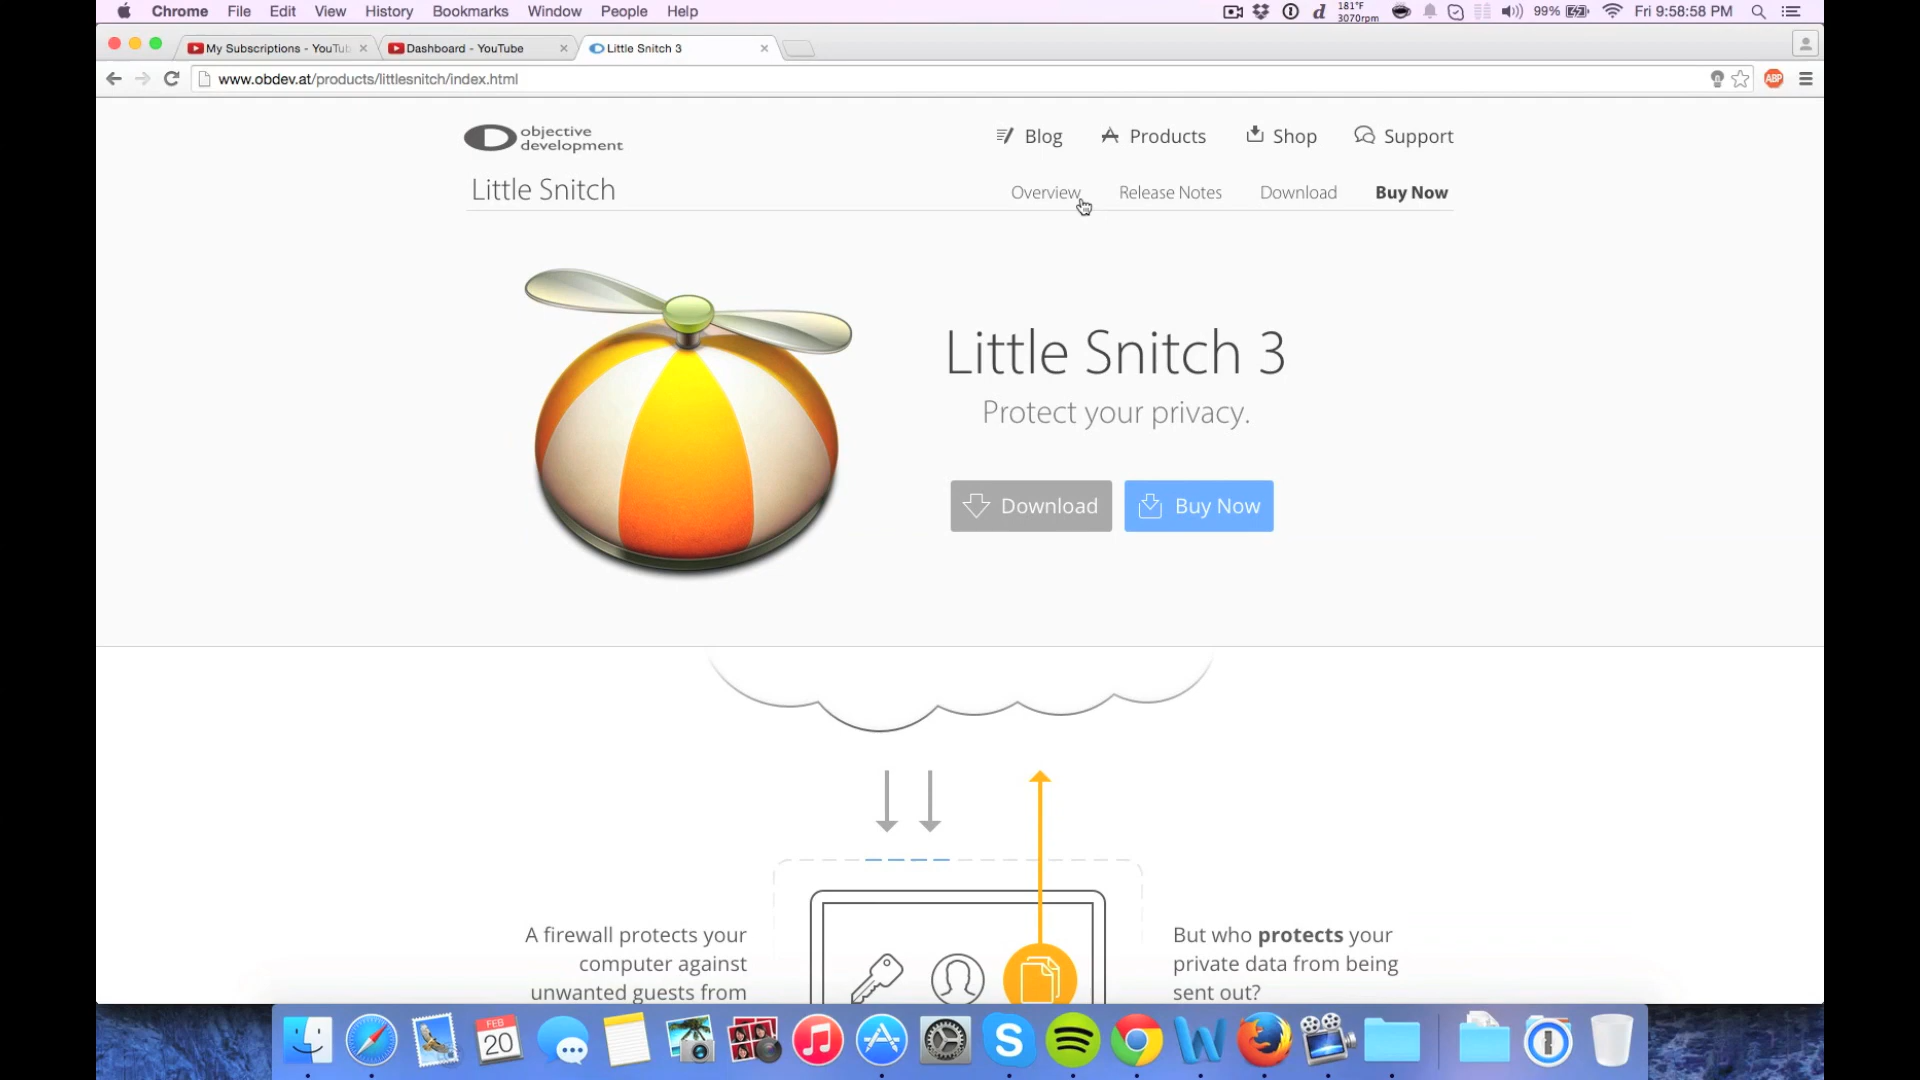 Chrome File Edit View History Bookmarks Window People Help
181°F
3070rpm
99%
Fri 9:58:58 PM
My Subscriptions - YouTub
Dashboard - YouTube
Little Snitch 3
www.obdev.at/products/littlesnitch/index.html
ABP
objective
development
Blog
Products
Shop
Support
Little Snitch
Overview
Release Notes
Download
Buy Now
Little Snitch 3
Protect your privacy.
Download
Buy Now
A firewall protects your
computer against
unwanted guests from
But who protects your
private data from being
sent out?
FEB
20